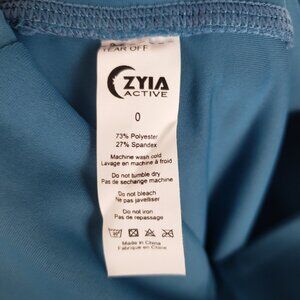 TEAR OFF
ZYIA
ACTIVE
0
73% Polyester
27% Spandex
Machine wash cold
Lavage en machine à froid
Do not tumble dry
Pas de sechange machine
Do not bleach
Ne pas javelliser
Do not iron
Pas de repassage
Made in China
Fabrique en Chine